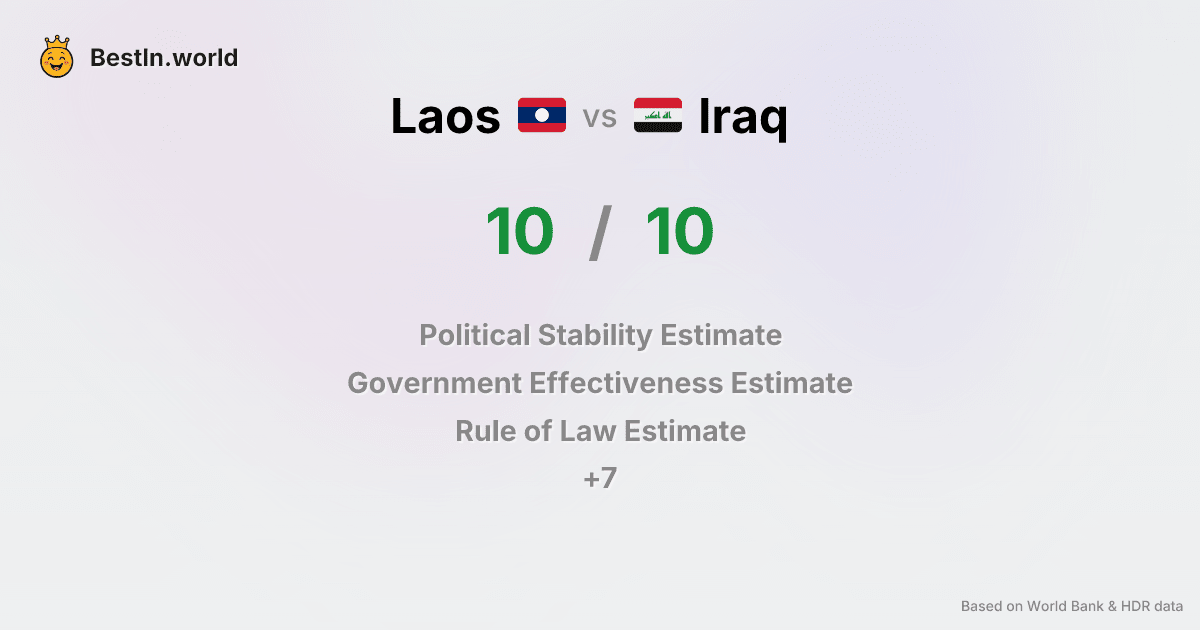 BestIn.world
Laos vs Iraq
10 / 10
Political Stability Estimate
Government Effectiveness Estimate
Rule of Law Estimate
+7
Based on World Bank & HDR data